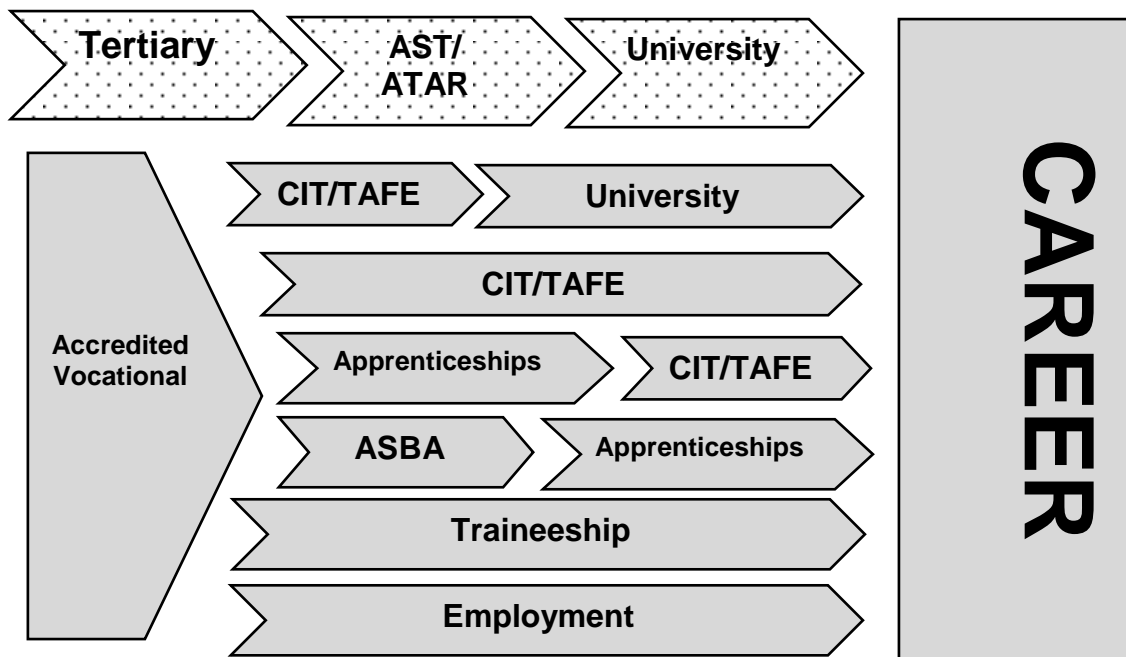 Tertiary
AST/
ATAR
University
CIT/TAFE
University
CIT/TAFE
Accredited
Vocational
Apprenticeships
CIT/TAFE
ASBA
Apprenticeships
Traineeship
Employment
CAREER